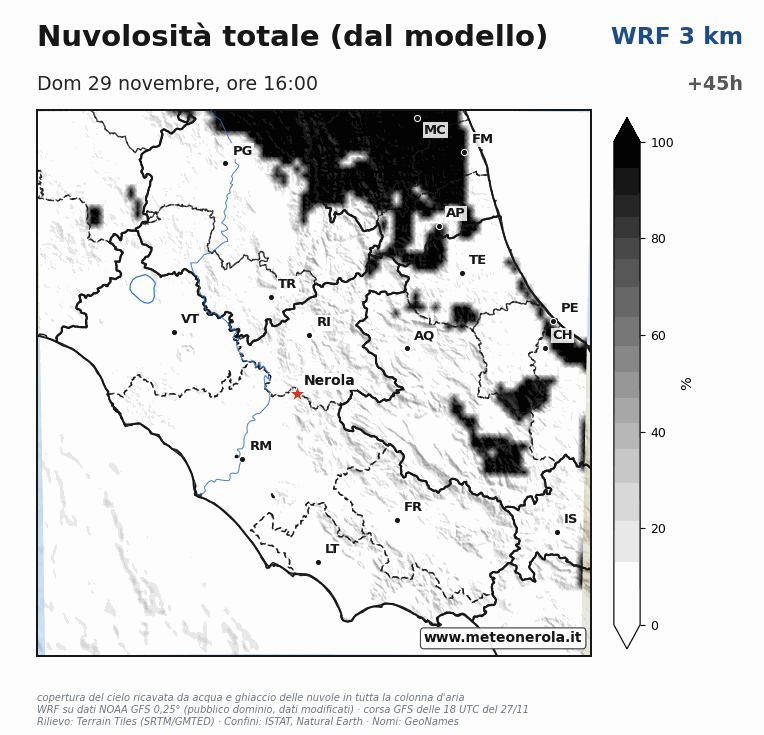 Nuvolosità totale (dal modello)
WRF 3 km
Dom 29 novembre, ore 16:00
+45h
MC
FM
PG
AP
TE
TR
PE
VT
RI
AQ
CH
Nerola
RM
FR
IS
LT
www.meteonerola.it
100
80
60
40
20
0
%
copertura del cielo ricavata da acqua e ghiaccio delle nuvole in tutta la colonna d'aria
WRF su dati NOAA GFS 0,25° (pubblico dominio, dati modificati) · corsa GFS delle 18 UTC del 27/11
Rilievo: Terrain Tiles (SRTM/GMTED) · Confini: ISTAT, Natural Earth · Nomi: GeoNames